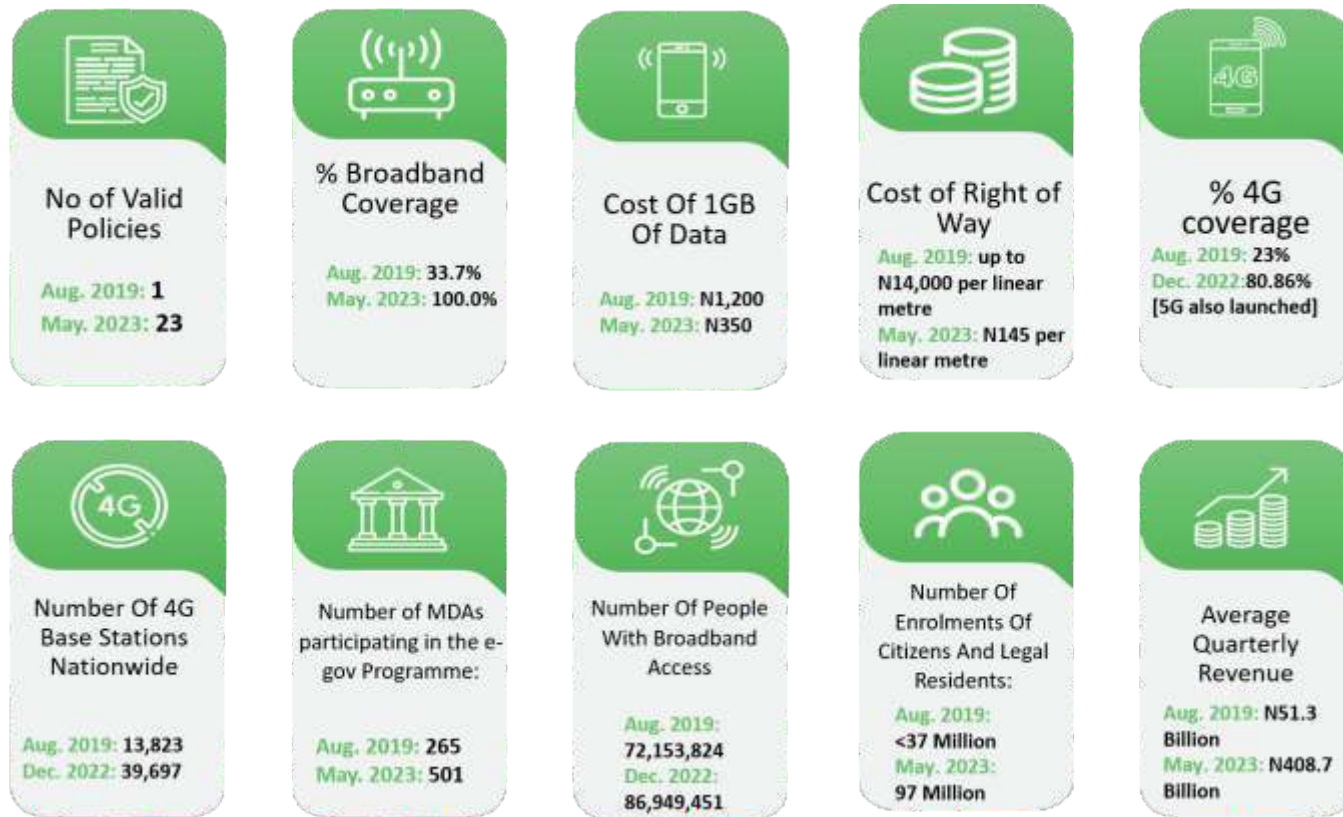 No of Valid
Policies
Aug. 2019: 1
May. 2023: 23
% Broadband
Coverage
Aug. 2019: 33.7%
May. 2023: 100.0%
Cost Of 1GB
Of Data
Aug. 2019: N1,200
May. 2023: N350
Cost of Right of
Way
Aug. 2019: up to
N14,000 per linear
metre
May. 2023: N145 per
linear metre
4G
% 4G
coverage
Aug. 2019: 23%
Dec. 2022:80.86%
[5G also launched]
4G
Number Of 4G
Base Stations
Nationwide
Aug. 2019: 13,823
Dec. 2022: 39,697
Number of MDAs
participating in the e-
gov Programme:
Aug. 2019: 265
May. 2023: 501
Number Of People
With Broadband
Access
Aug. 2019:
72,153,824
Dec. 2022:
86,949,451
Number Of
Enrolments Of
Citizens And Legal
Residents:
Aug. 2019:
<37 Million
May. 2023:
97 Million
Average
Quarterly
Revenue
Aug. 2019: N51.3
Billion
May. 2023: N408.7
Billion